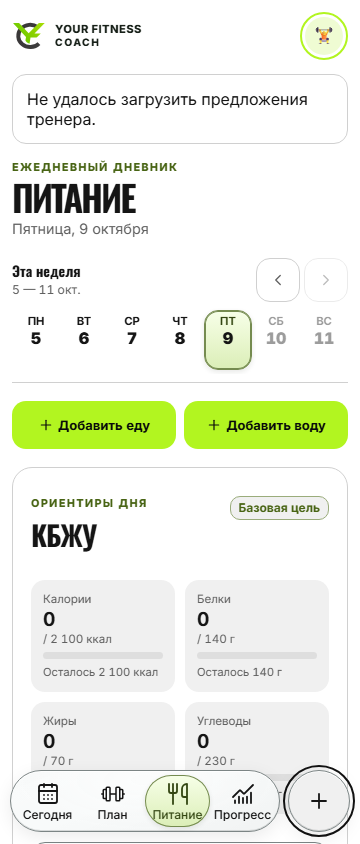 YOUR FITNESS
COACH
Не удалось загрузить предложения
тренера.
ЕЖЕДНЕВНЫЙ ДНЕВНИК
ПИТАНИЕ
Пятница, 9 октября
Эта неделя
5 — 11 окт.
ПН ВТ СР ЧТ ПТ СБ ВС
5 6 7 8 9 10 11
+ Добавить еду + Добавить воду
ОРИЕНТИРЫ ДНЯ
Базовая цель
КБЖУ
Калории Белки
0 0
/ 2 100 ккал / 140 г
Осталось 2 100 ккал Осталось 140 г
Жиры Углеводы
0 0
/ 70 г / 230 г
Сегодня План Питание Прогресс +